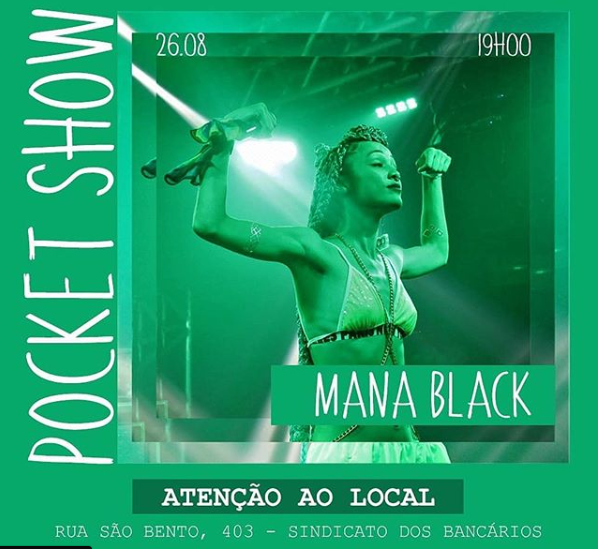 POCKET SHOW
26.08
19H00
MANA BLACK
ATENÇÃO AO LOCAL
RUA SÃO BENTO, 403 - SINDICATO DOS BANCÁRIOS